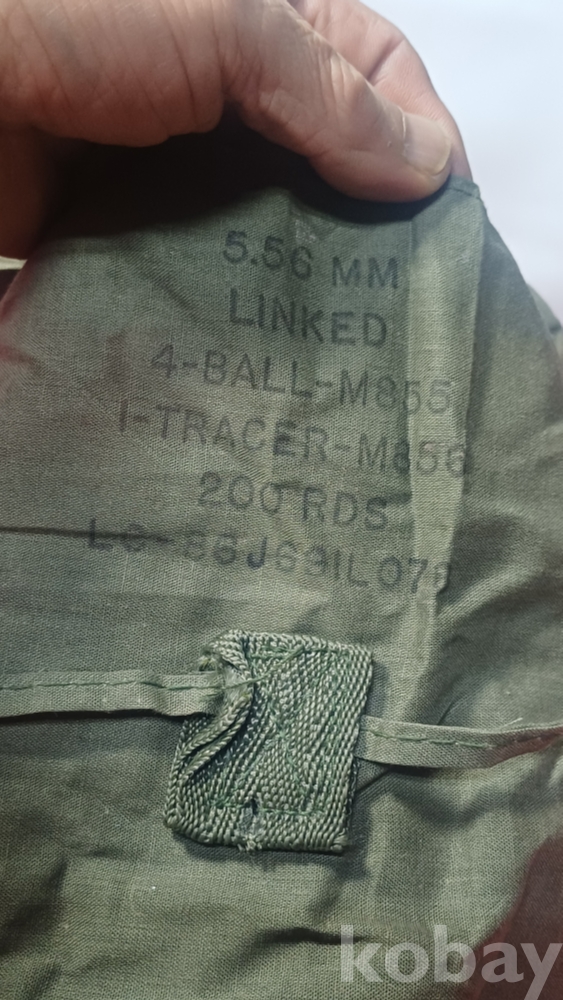 5.56 MM
LINKED
4-BALL-M855
1-TRACER-M856
200 RDS
kobay